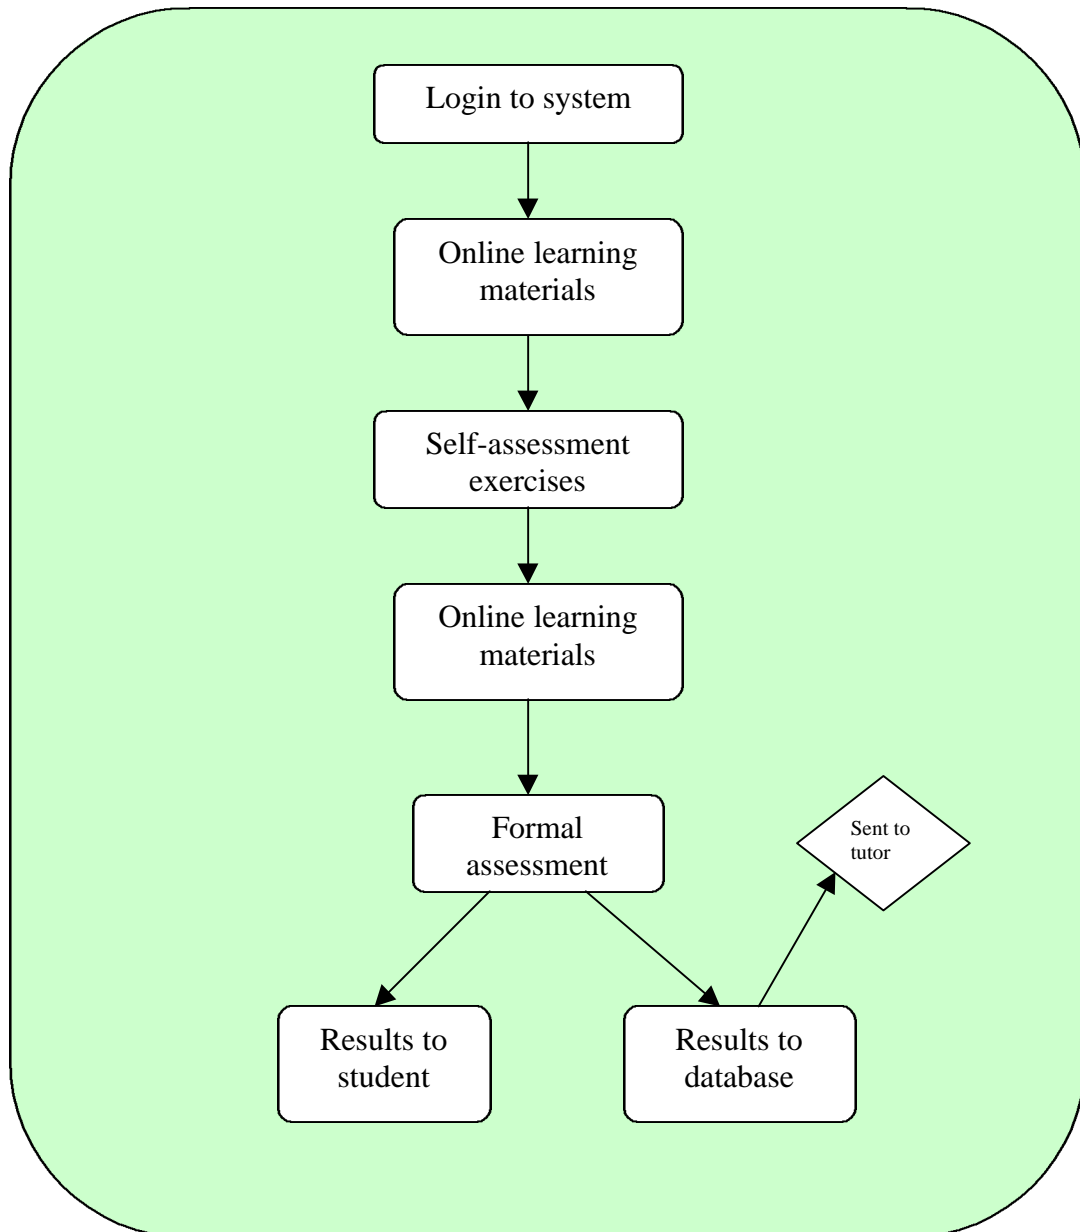 Login to system
Online learning
materials
Self-assessment
exercises
Online learning
materials
Formal
assessment
Sent to
tutor
Results to
student
Results to
database